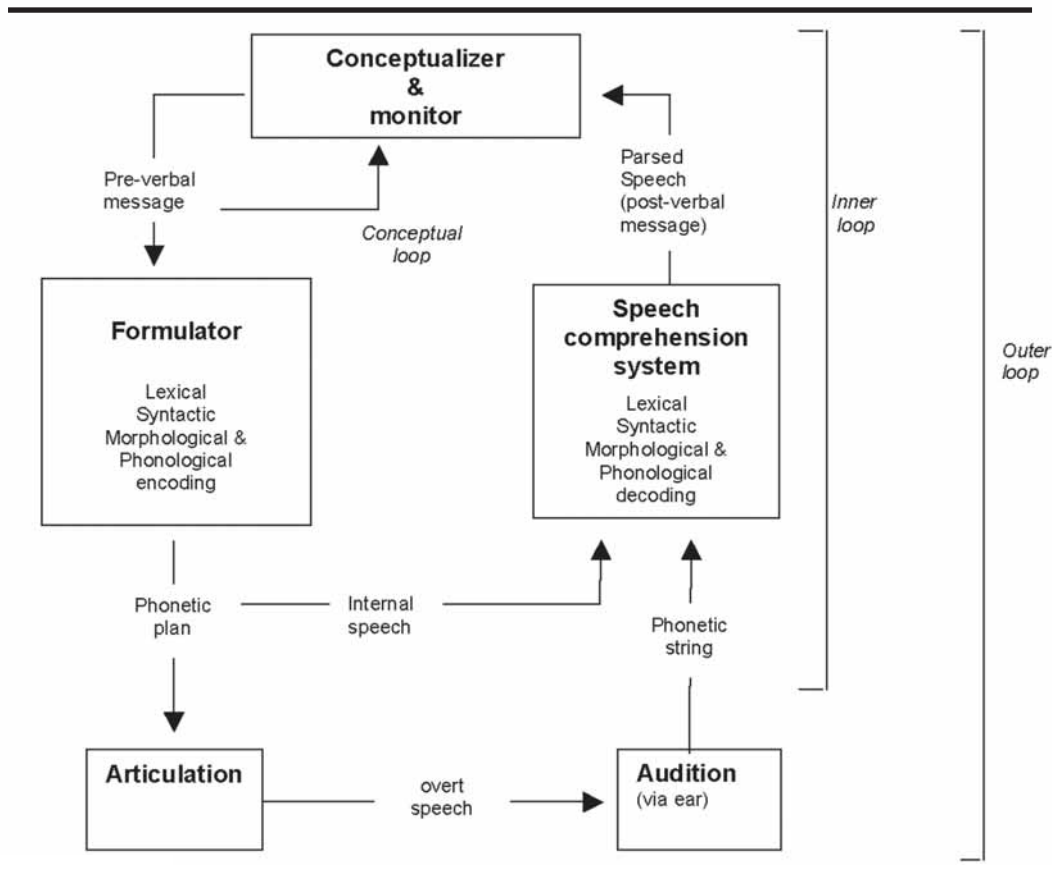 Conceptualizer
&
monitor
Pre-verbal
message
Conceptual
loop
Parsed
Speech
(post-verbal
message)
Inner
loop
Outer
loop
Formulator
Lexical
Syntactic
Morphological &
Phonological
encoding
Speech
comprehension
system
Lexical
Syntactic
Morphological &
Phonological
decoding
Phonetic
plan
Internal
speech
Phonetic
string
Articulation
overt
speech
Audition
(via ear)